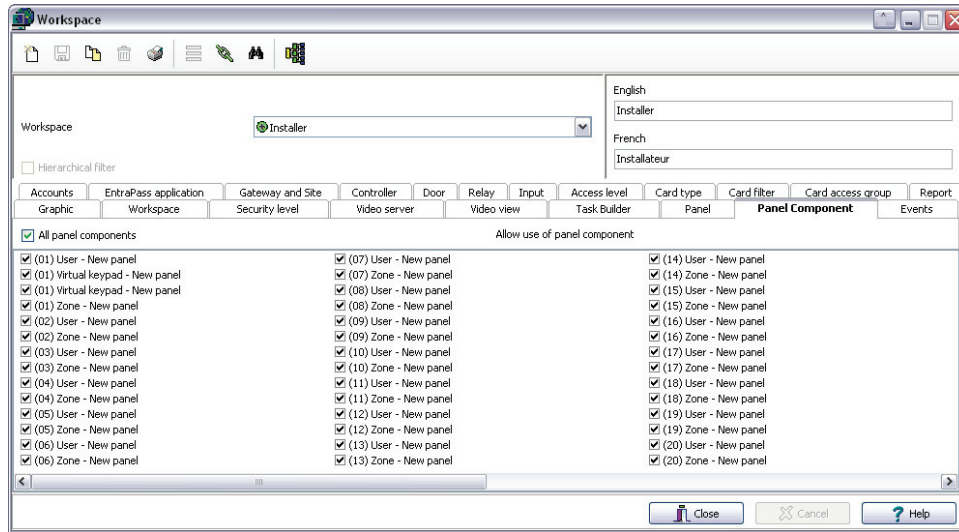 Workspace
English
Installer
Workspace
Installer
French
Installateur
Hierarchical filter
Accounts EntraPass application Gateway and Site Controller Door Relay Input Access level Card type Card filter Card access group Report
Graphic Workspace Security level Video server Video view Task Builder Panel Panel Component Events
All panel components Allow use of panel component
(01) User - New panel (07) User - New panel (14) User - New panel
(01) Virtual keypad - New panel (07) Zone - New panel (14) Zone - New panel
(01) Virtual keypad - New panel (08) User - New panel (15) User - New panel
(01) Zone - New panel (08) Zone - New panel (15) Zone - New panel
(02) User - New panel (09) User - New panel (16) User - New panel
(02) Zone - New panel (09) Zone - New panel (16) Zone - New panel
(03) User - New panel (10) User - New panel (17) User - New panel
(03) Zone - New panel (10) Zone - New panel (17) Zone - New panel
(04) User - New panel (11) User - New panel (18) User - New panel
(04) Zone - New panel (11) Zone - New panel (18) Zone - New panel
(05) User - New panel (12) User - New panel (19) User - New panel
(05) Zone - New panel (12) Zone - New panel (19) Zone - New panel
(06) User - New panel (13) User - New panel (20) User - New panel
(06) Zone - New panel (13) Zone - New panel (20) Zone - New panel
Close Cancel Help